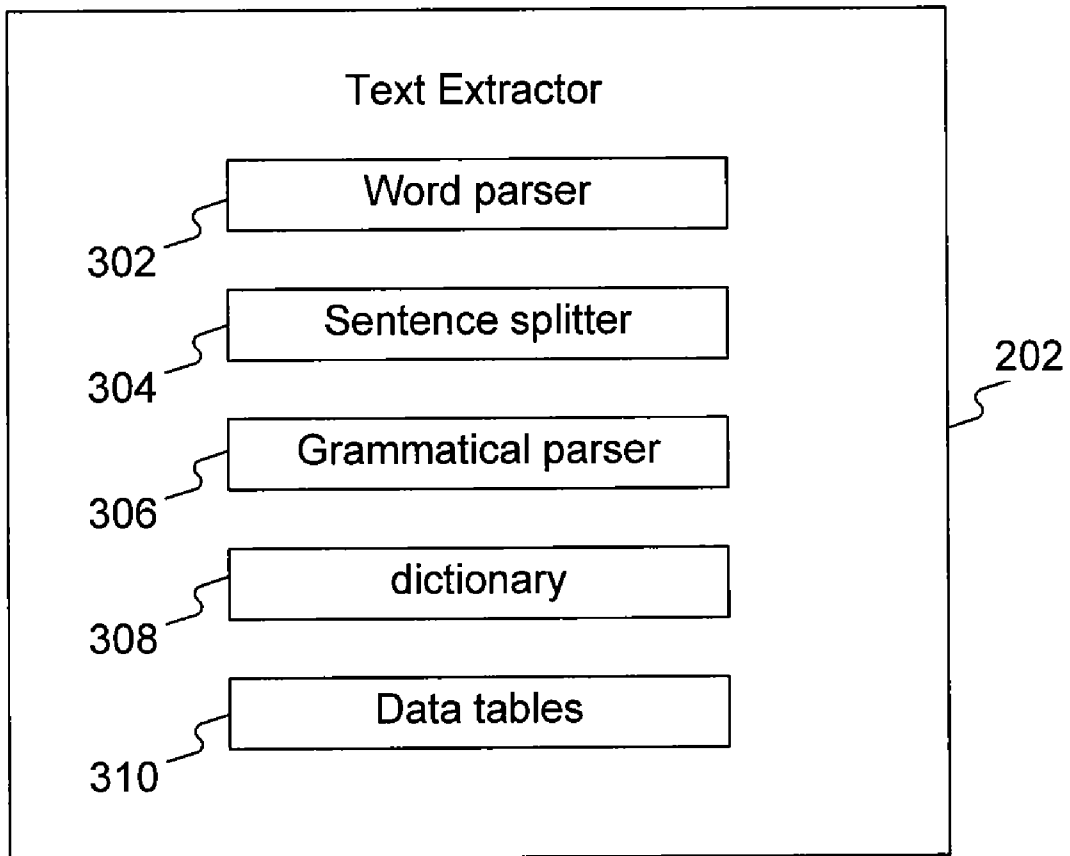 Text Extractor
Word parser
302
Sentence splitter
304
202
Grammatical parser
306
dictionary
308
Data tables
310